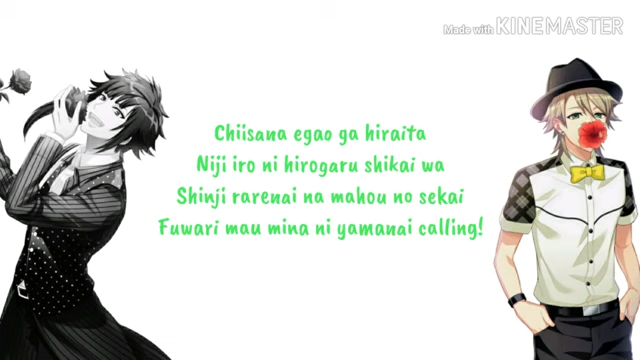 Made with KINEMASTER
Chiisana egao ga hiraita
Niji iro ni hirogaru shikai wa
Shinji rarenai na mahou no sekai
Fuwari mau mina ni yamanai calling!